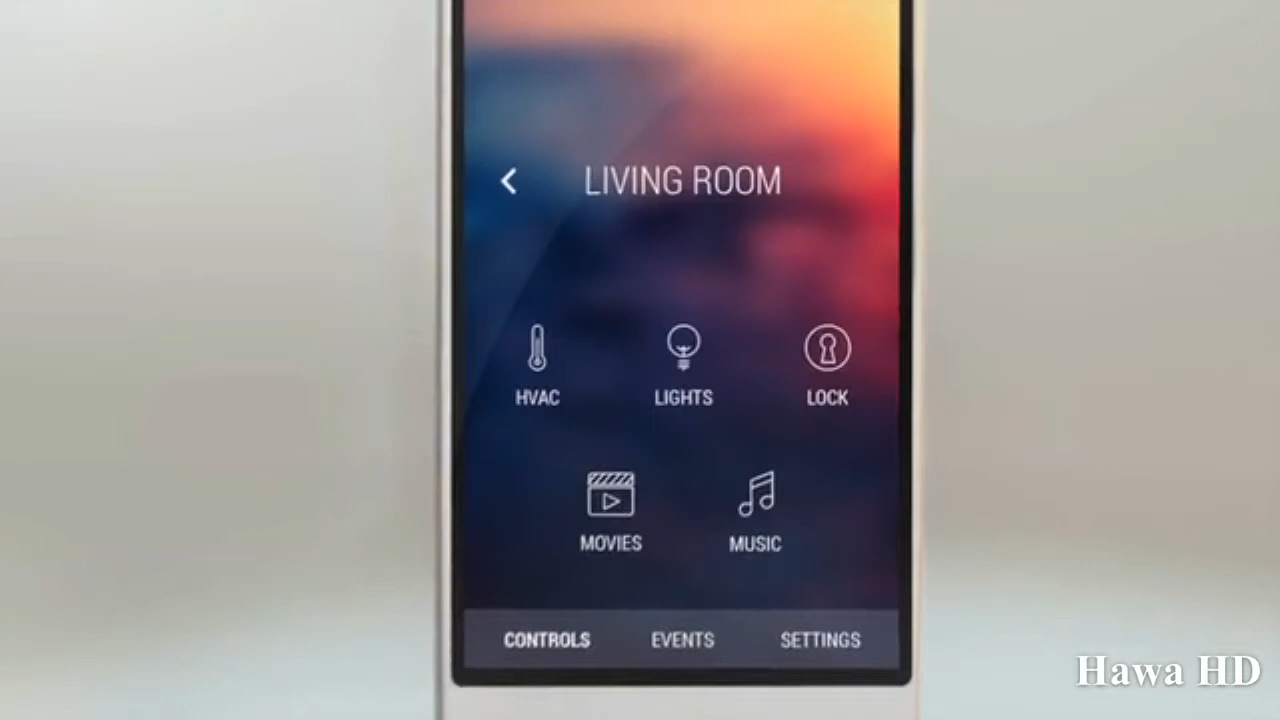 LIVING ROOM
HVAC LIGHTS LOCK
MOVIES MUSIC
CONTROLS EVENTS SETTINGS
Hawa HD